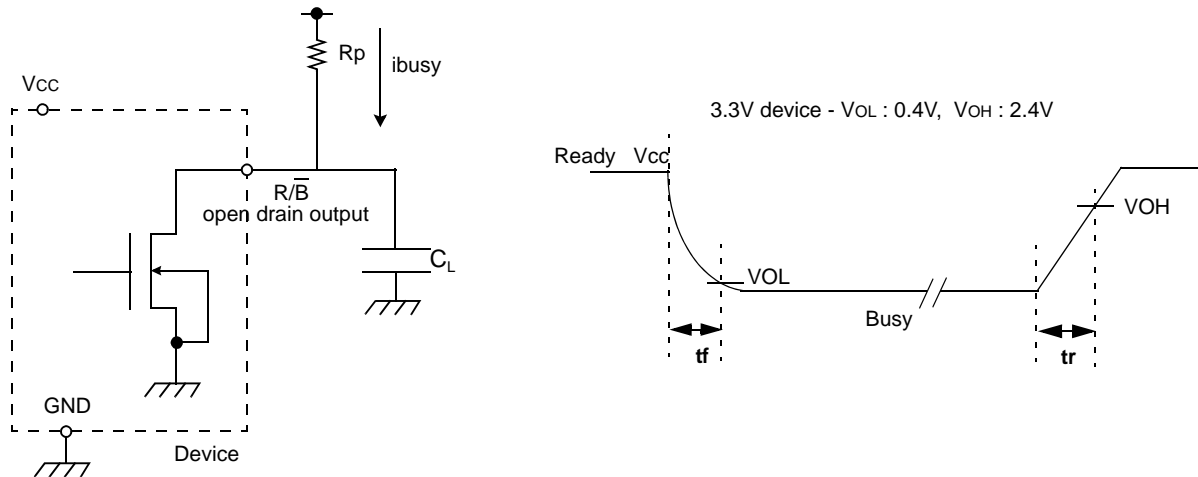 Rp
ibusy
VCC
R/B̅
open drain output
CL
GND
Device
3.3V device - VOL : 0.4V, VOH : 2.4V
Ready Vcc
VOH
VOL
Busy
tf
tr